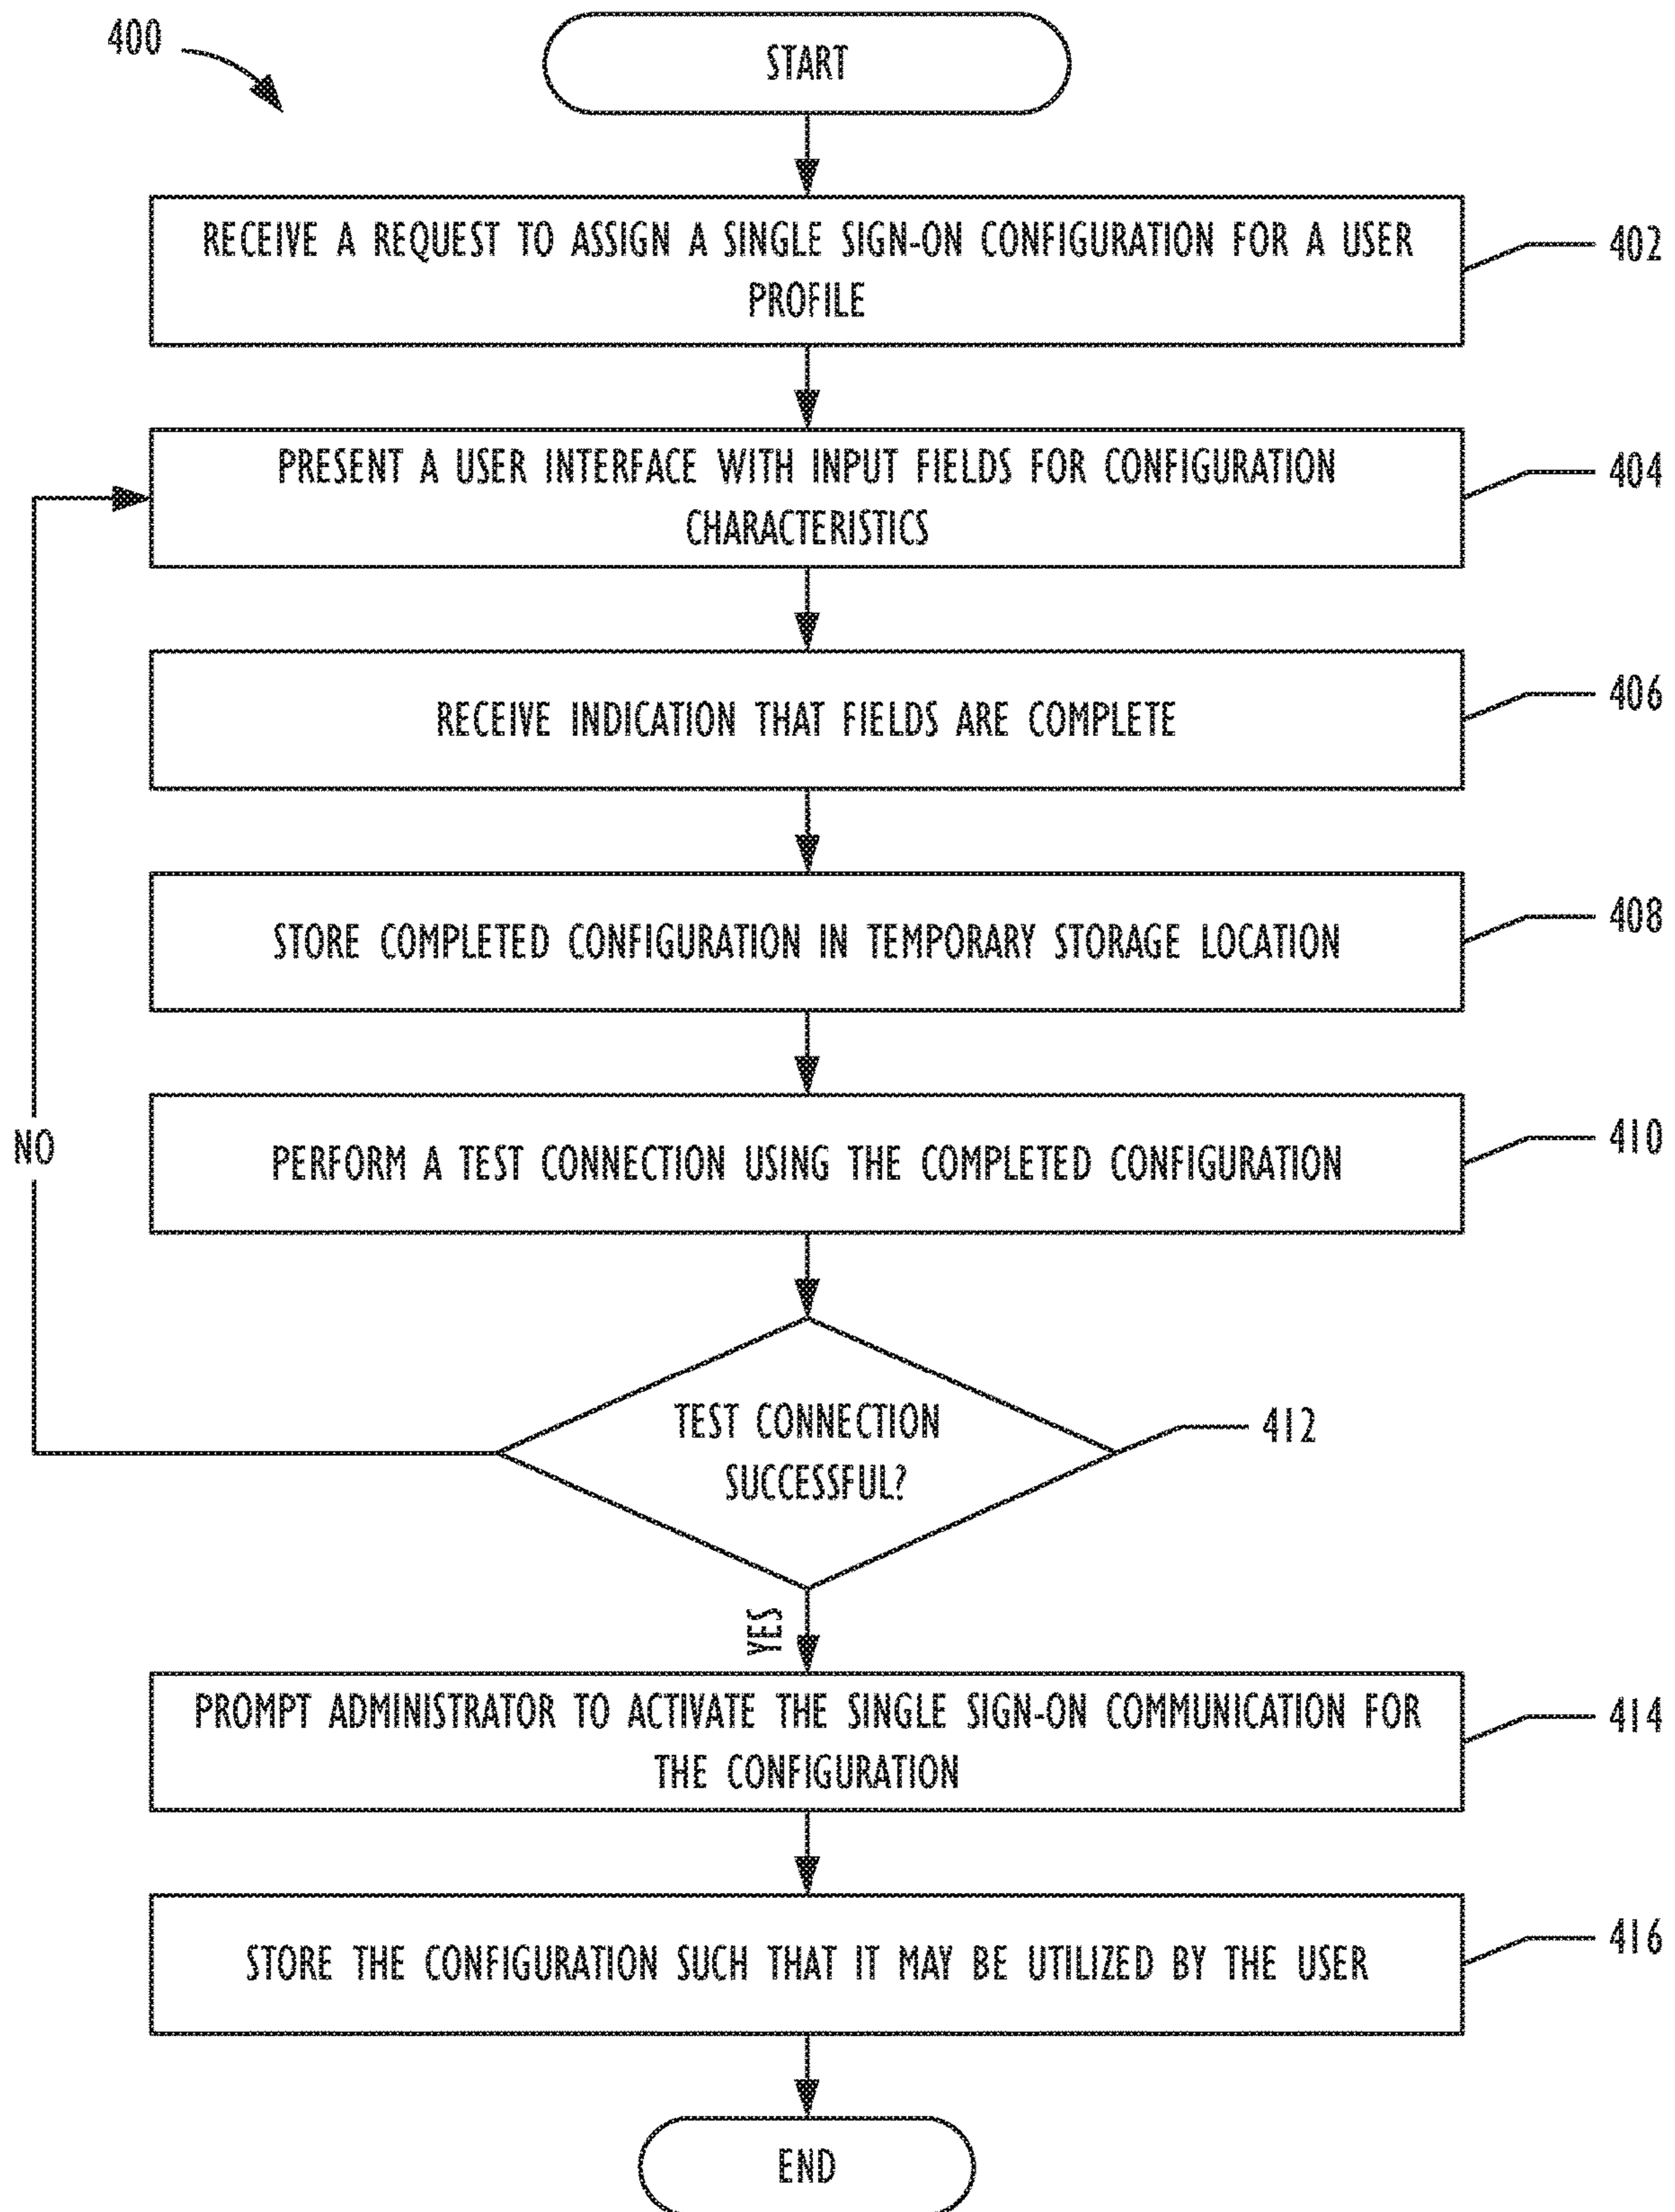 400
START
RECEIVE A REQUEST TO ASSIGN A SINGLE SIGN-ON CONFIGURATION FOR A USER
PROFILE
402
PRESENT A USER INTERFACE WITH INPUT FIELDS FOR CONFIGURATION
CHARACTERISTICS
404
RECEIVE INDICATION THAT FIELDS ARE COMPLETE
406
STORE COMPLETED CONFIGURATION IN TEMPORARY STORAGE LOCATION
408
PERFORM A TEST CONNECTION USING THE COMPLETED CONFIGURATION
410
NO
TEST CONNECTION
SUCCESSFUL?
412
YES
PROMPT ADMINISTRATOR TO ACTIVATE THE SINGLE SIGN-ON COMMUNICATION FOR
THE CONFIGURATION
414
STORE THE CONFIGURATION SUCH THAT IT MAY BE UTILIZED BY THE USER
416
END